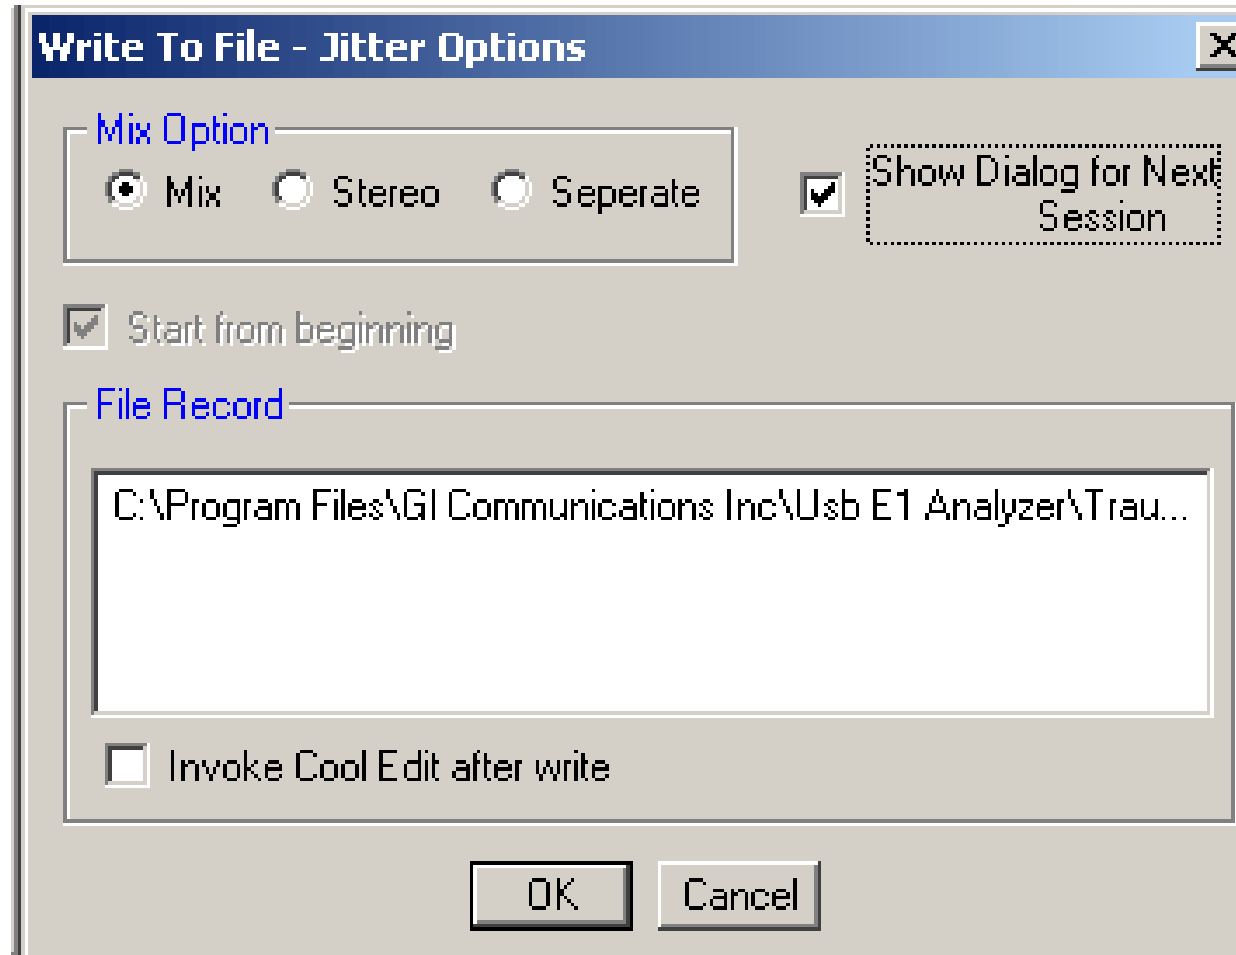 Write To File - Jitter Options
Mix Option
Mix Stereo Seperate
Show Dialog for Next
Session
Start from beginning
File Record
C:\Program Files\Gl Communications Inc\Usb E1 Analyzer\Trau...
Invoke Cool Edit after write
OK Cancel